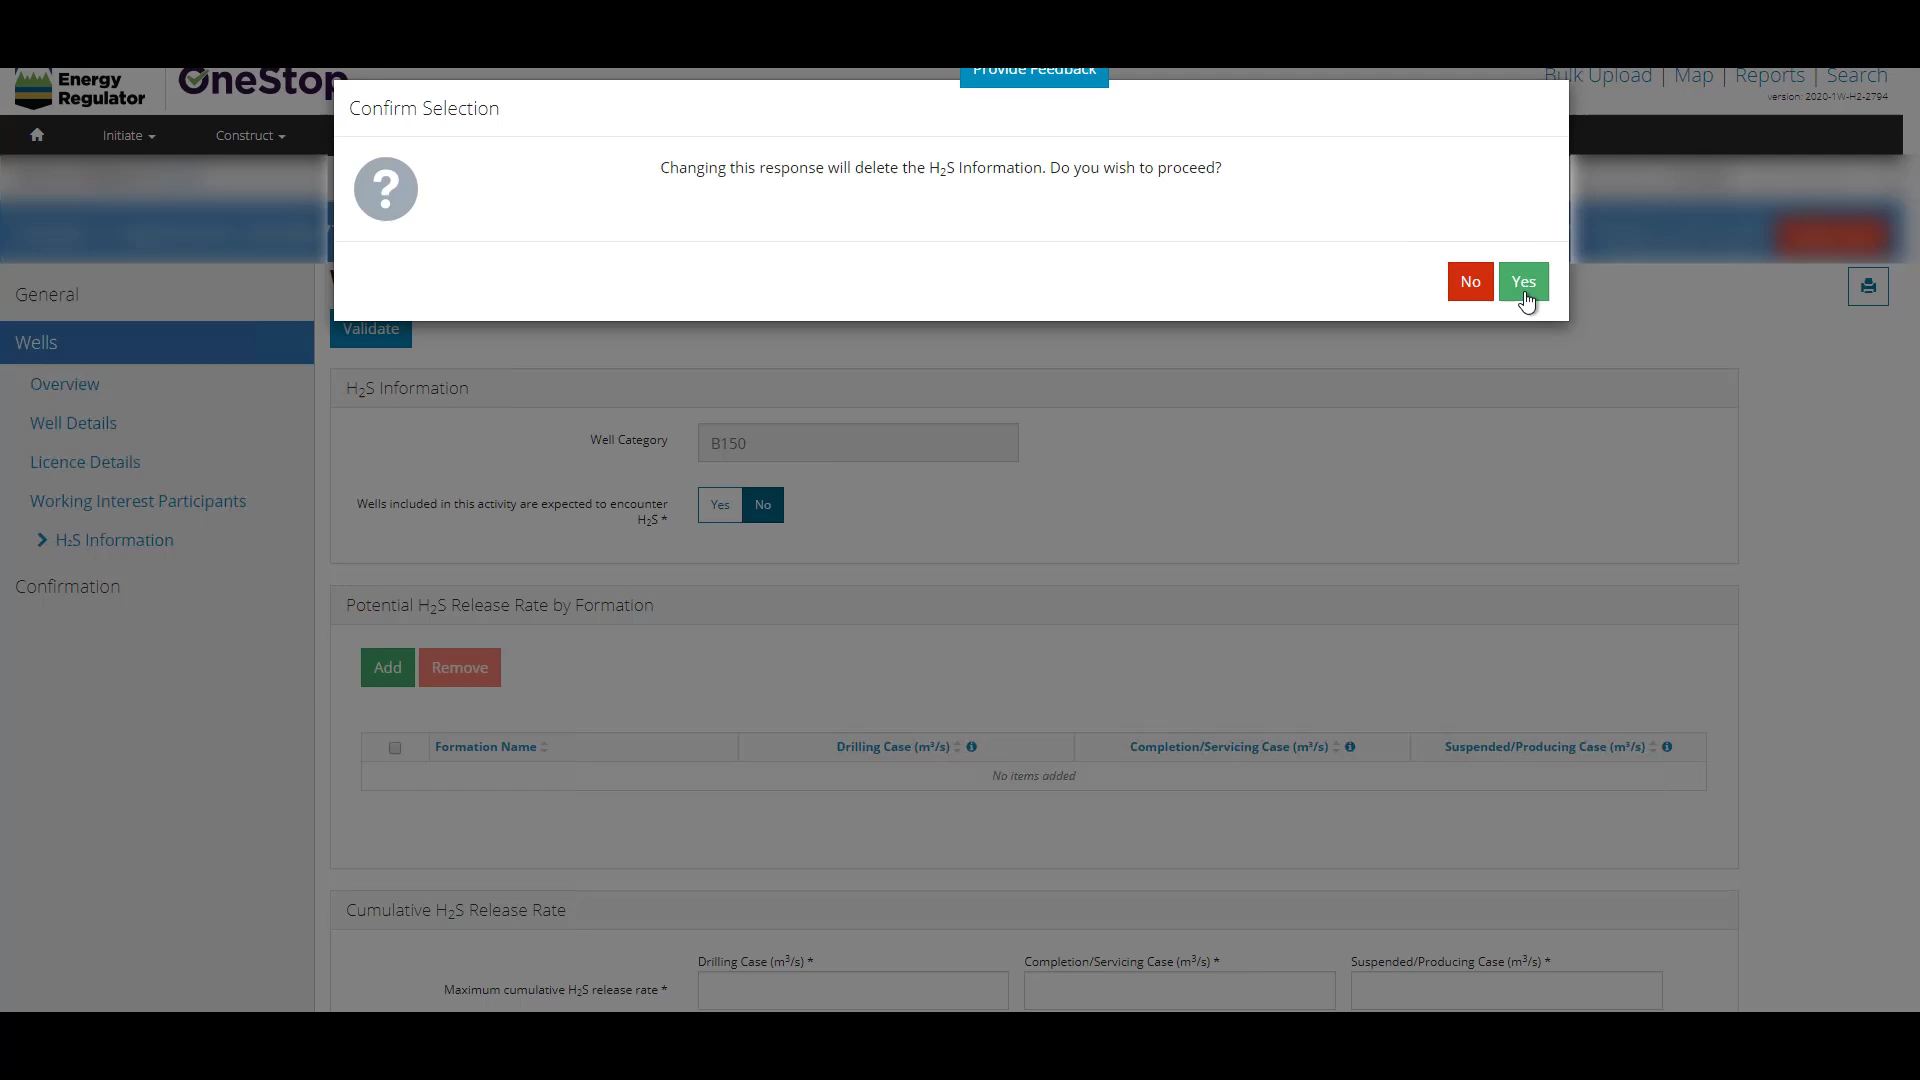 Energy
Regulator
OneStop
Provide Feedback
Bulk Upload | Map | Reports | Search
version: 2020-1W-H2-2794
Initiate
Construct
Confirm Selection
Changing this response will delete the H₂S Information. Do you wish to proceed?
No
Yes
General
Wells
Overview
Well Details
Licence Details
Working Interest Participants
H₂S Information
Confirmation
Validate
H₂S Information
Well Category
B150
Wells included in this activity are expected to encounter
H₂S *
Yes
No
Potential H₂S Release Rate by Formation
Add
Remove
Formation Name
Drilling Case (m³/s)
Completion/Servicing Case (m³/s)
Suspended/Producing Case (m³/s)
No items added
Cumulative H₂S Release Rate
Drilling Case (m³/s) *
Completion/Servicing Case (m³/s) *
Suspended/Producing Case (m³/s) *
Maximum cumulative H₂S release rate *